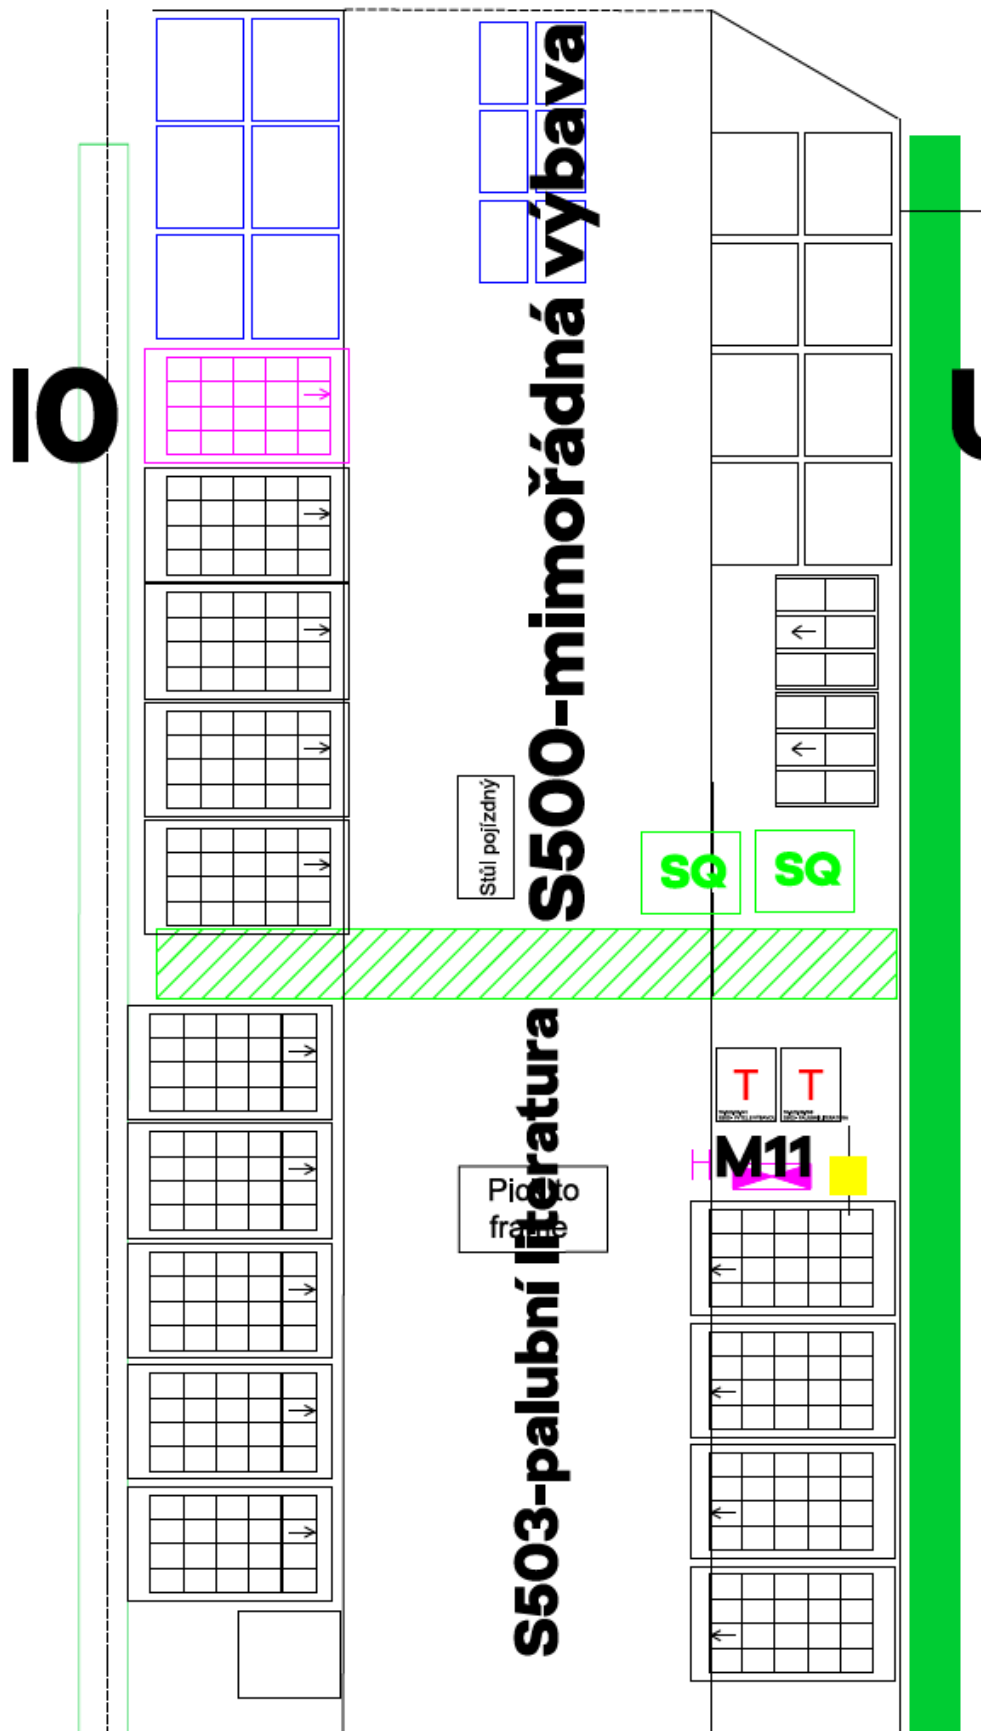 IO
S500-mimořádná výbava
U
Stůl pojízdný
SQ
SQ
T
T
M11
Pick to
frame
S503-palubní literatura